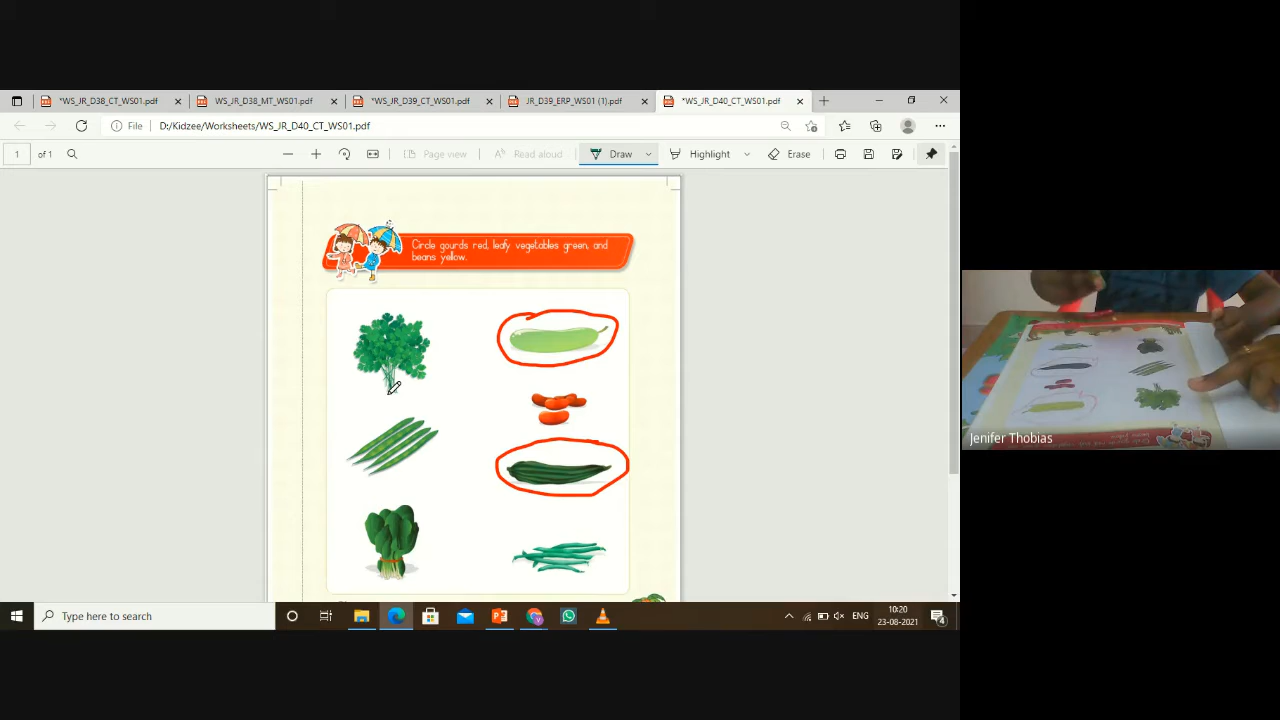 *WS_JR_D38_CT_WS01.pdf
WS_JR_D38_MT_WS01.pdf
*WS_JR_D39_CT_WS01.pdf
JR_D39_ERP_WS01 (1).pdf
*WS_JR_D40_CT_WS01.pdf
File
D:/Kidzee/Worksheets/WS_JR_D40_CT_WS01.pdf
1 of 1
Page view
Read aloud
Draw
Highlight
Erase
Circle gourds red, leafy vegetables green, and
beans yellow.
Jenifer Thobias
Type here to search
ENG
10:20
23-08-2021
4